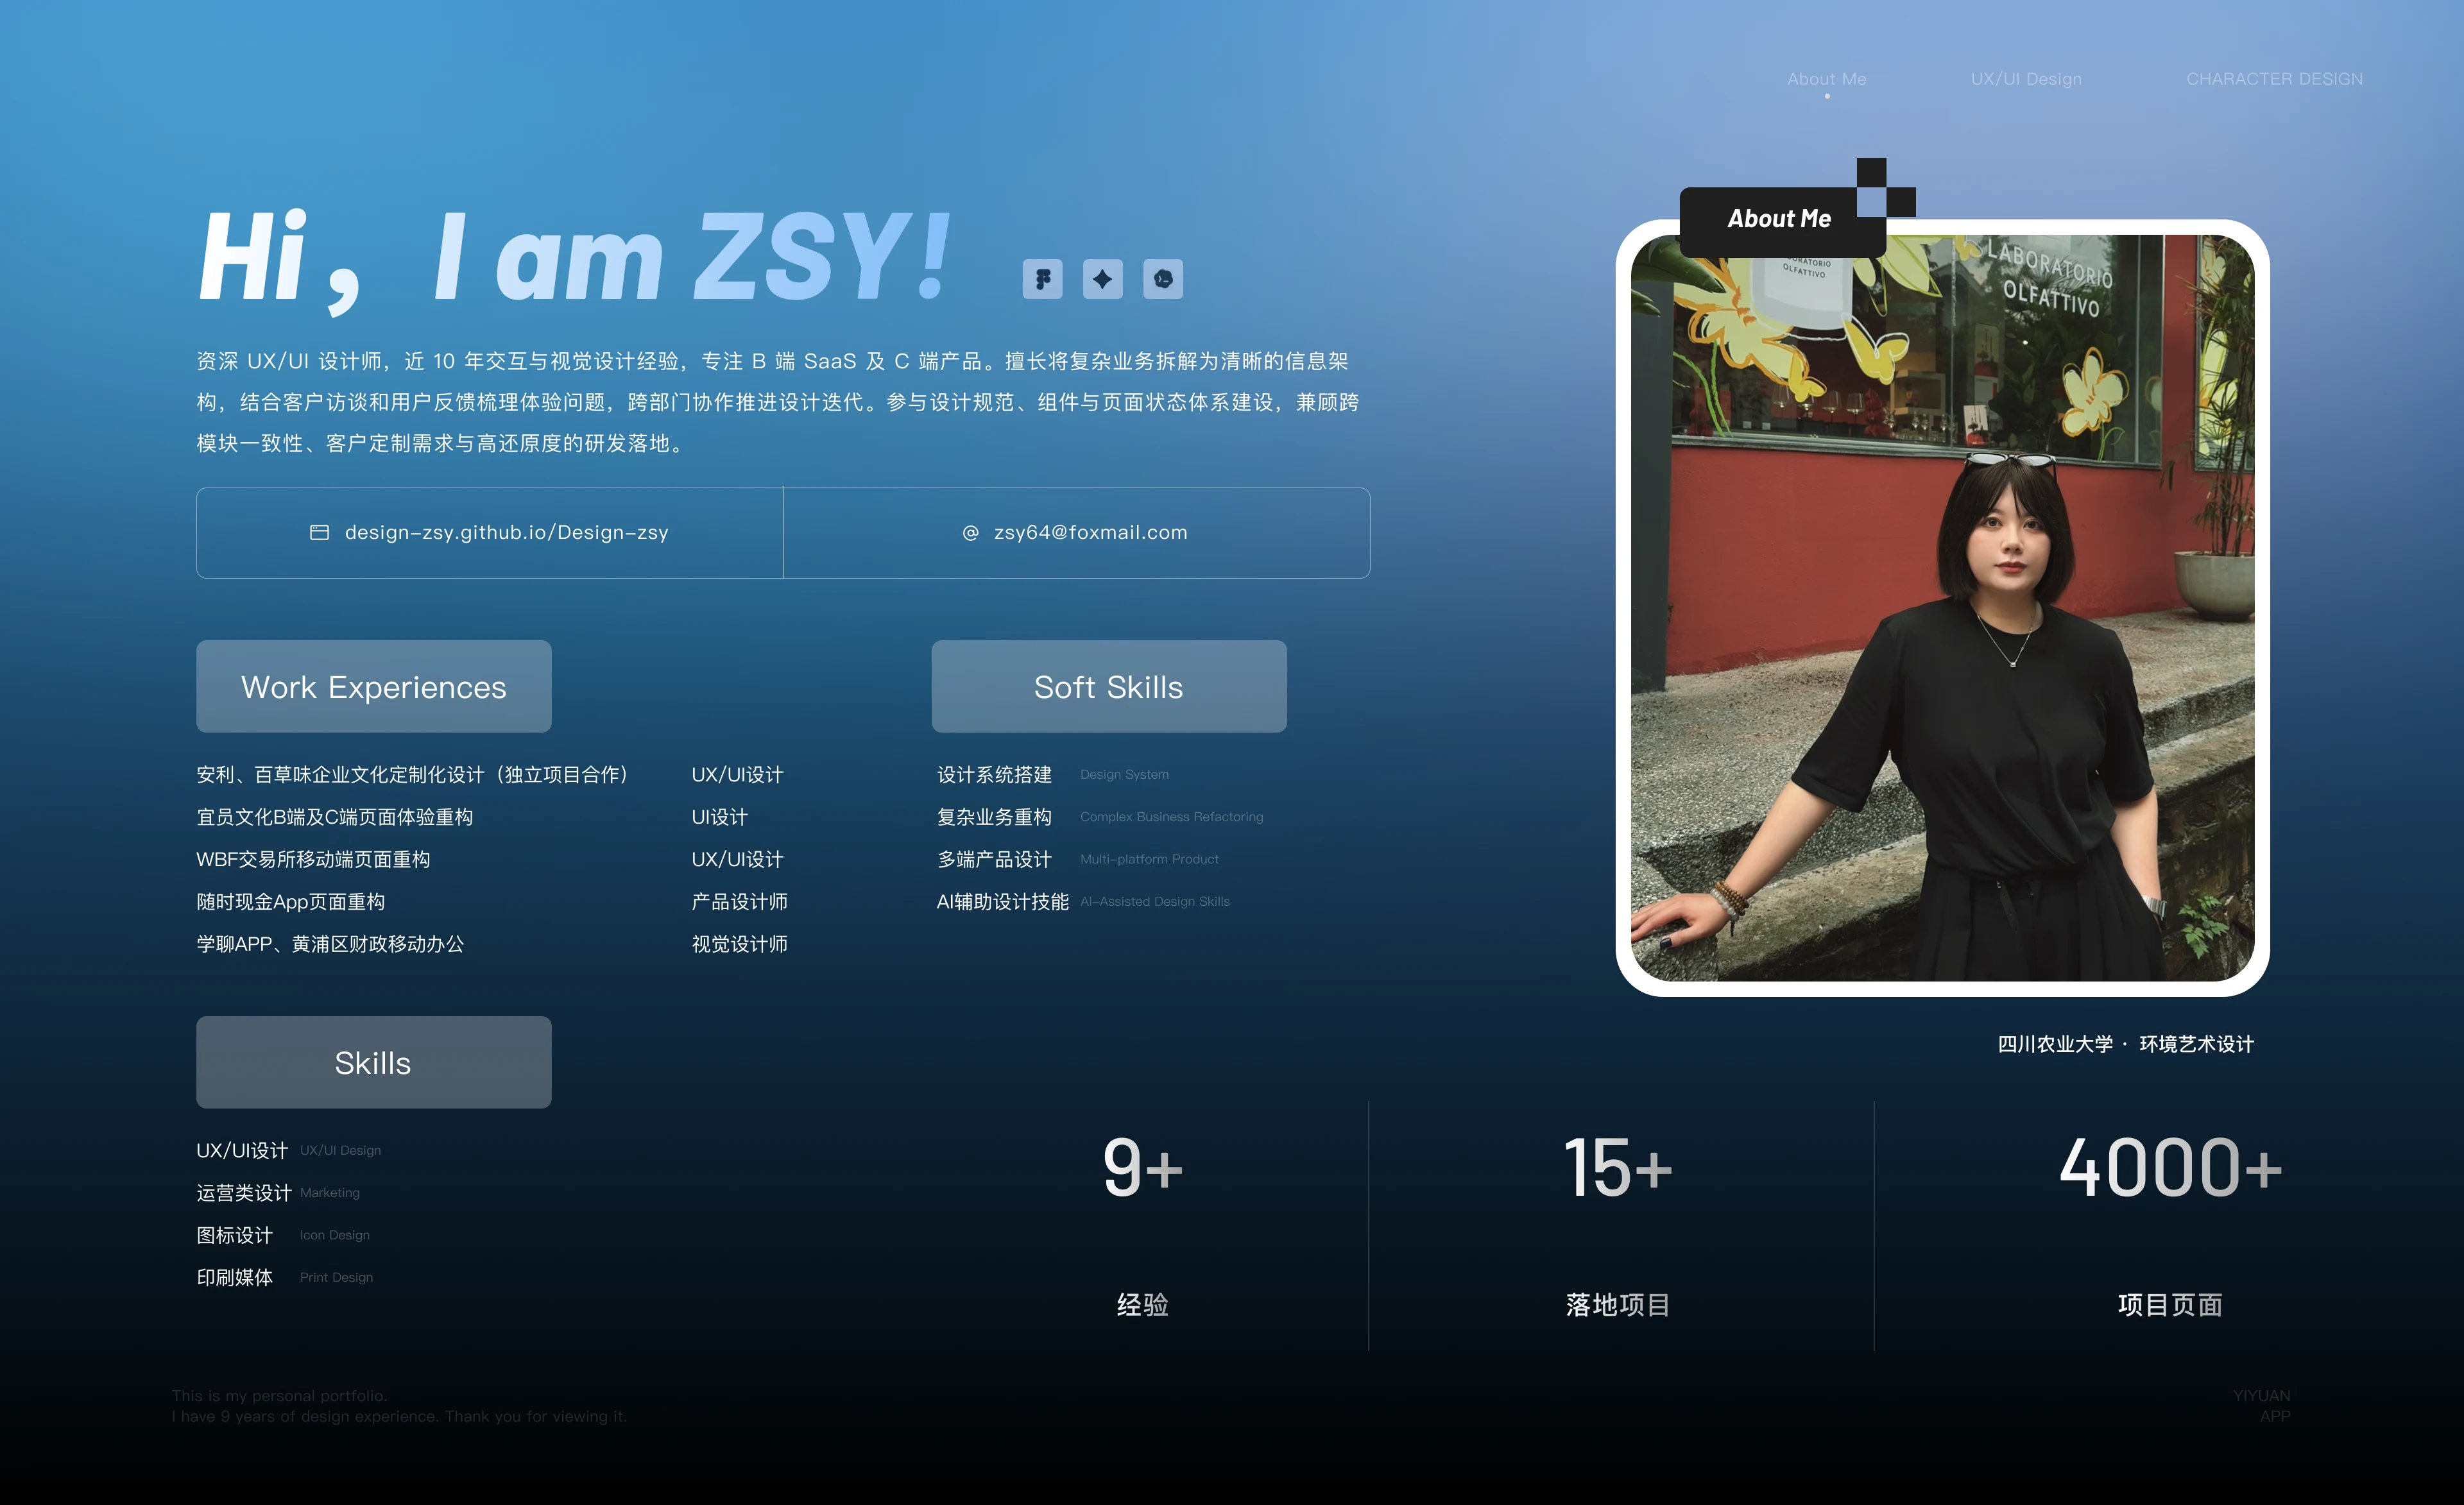 About Me
UX/UI Design
CHARACTER DESIGN
Hi，I am ZSY!
About Me
LABORATORIO
OLFATTIVO
ORATORIO
OLFATTIVO
资深 UX/UI 设计师，近 10 年交互与视觉设计经验，专注 B 端 SaaS 及 C 端产品。擅长将复杂业务拆解为清晰的信息架
构，结合客户访谈和用户反馈梳理体验问题，跨部门协作推进设计迭代。参与设计规范、组件与页面状态体系建设，兼顾跨
模块一致性、客户定制需求与高还原度的研发落地。
design-zsy.github.io/Design-zsy
@ zsy64@foxmail.com
Work Experiences
安利、百草味企业文化定制化设计（独立项目合作） UX/UI设计
宜员文化B端及C端页面体验重构 UI设计
WBF交易所移动端页面重构 UX/UI设计
随时现金App页面重构 产品设计师
学聊APP、黄浦区财政移动办公 视觉设计师
Soft Skills
设计系统搭建 Design System
复杂业务重构 Complex Business Refactoring
多端产品设计 Multi-platform Product
AI辅助设计技能 AI-Assisted Design Skills
四川农业大学 · 环境艺术设计
Skills
UX/UI设计 UX/UI Design
运营类设计 Marketing
图标设计 Icon Design
印刷媒体 Print Design
9+
经验
15+
落地项目
4000+
项目页面
This is my personal portfolio.
I have 9 years of design experience. Thank you for viewing it.
YIYUAN
APP